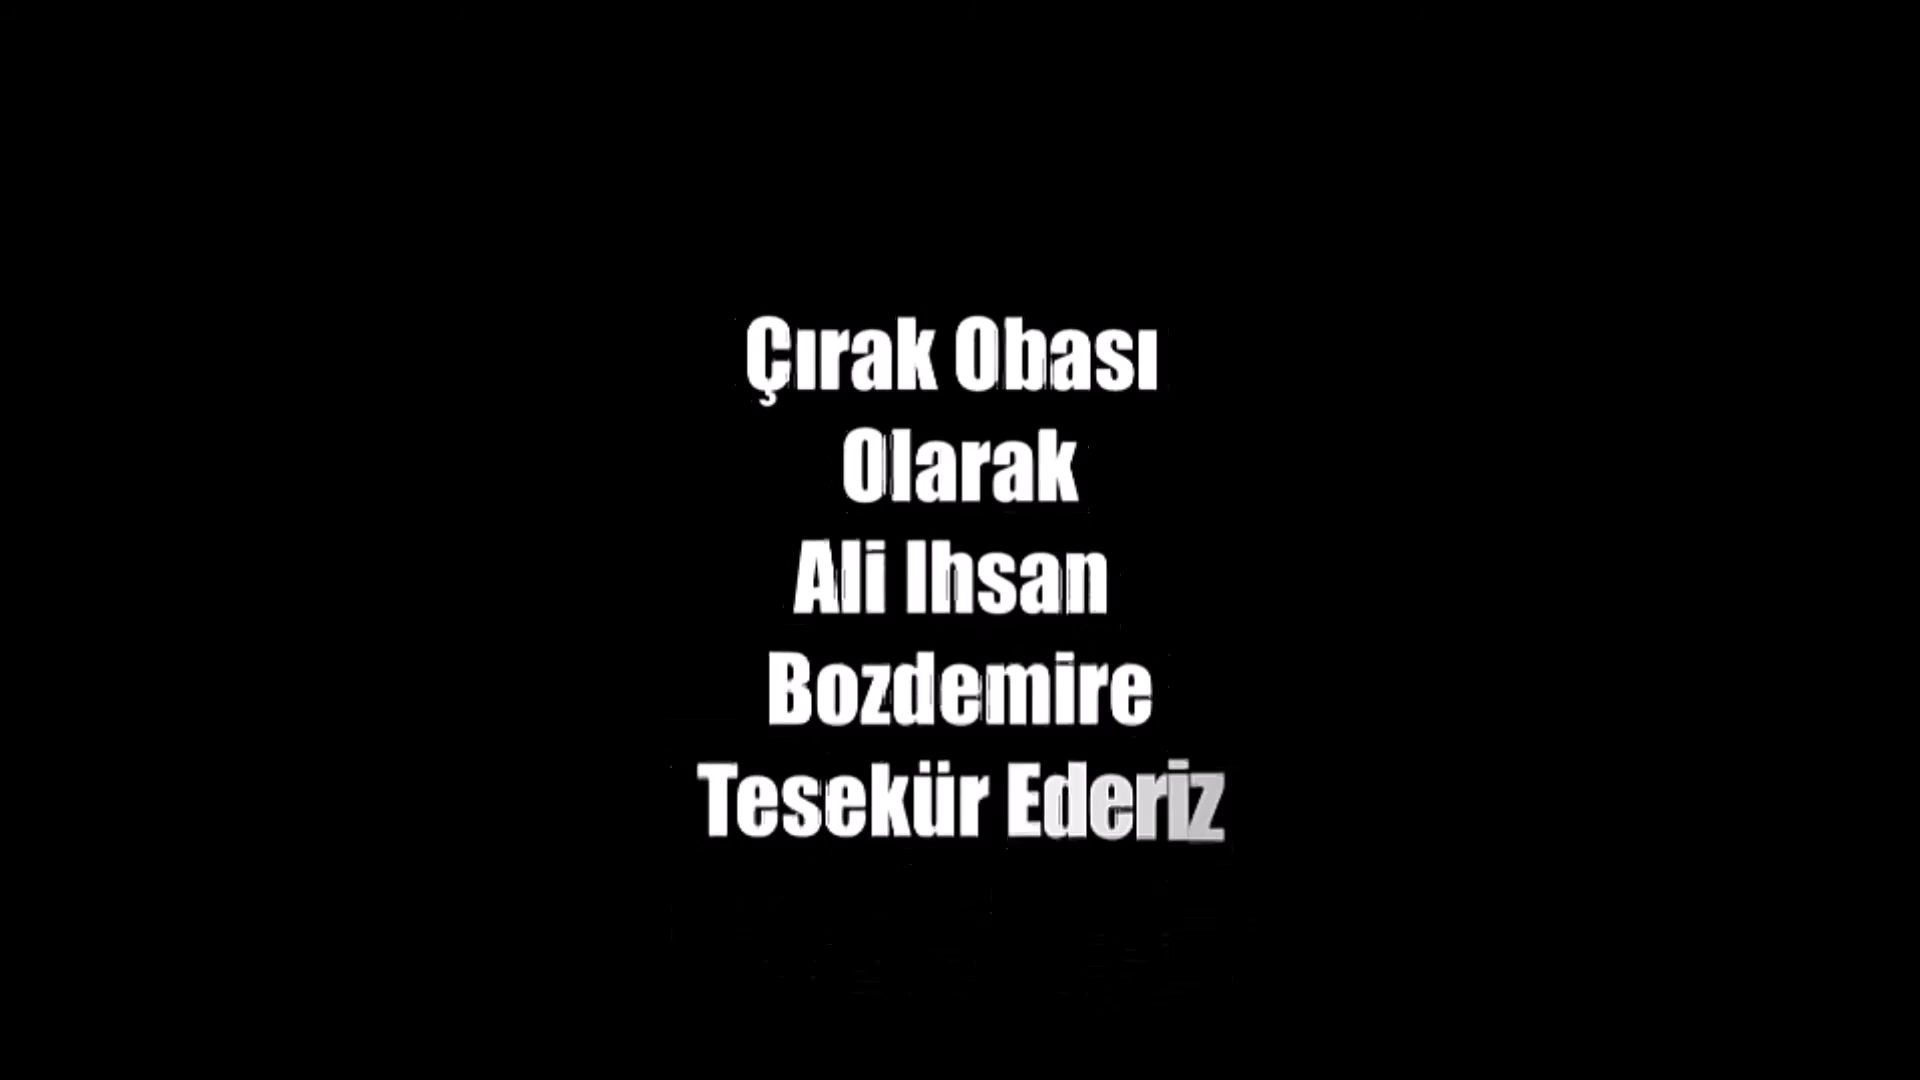 Çırak Obası
Olarak
Ali Ihsan
Bozdemire
Tesekür Ederiz